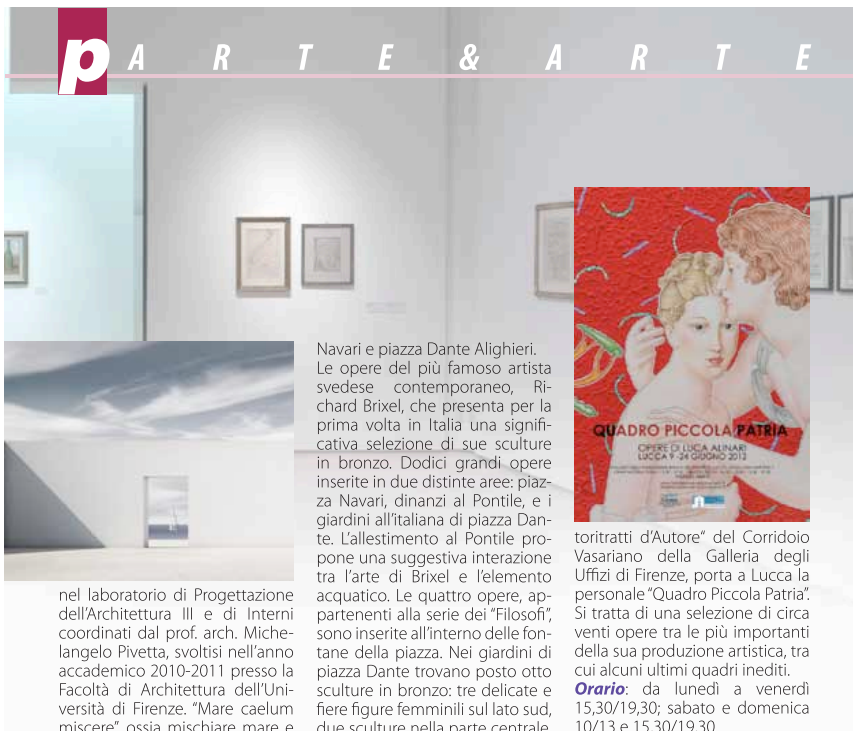 pARTE&ARTE
nel laboratorio di Progettazione
dell'Architettura III e di Interni
coordinati dal prof. arch. Miche-
langelo Pivetta, svoltisi nell'anno
accademico 2010-2011 presso la
Facoltà di Architettura dell'Uni-
versità di Firenze. "Mare caelum
miscere" ossia mischiare mare e
Navari e piazza Dante Alighieri.
Le opere del più famoso artista
svedese contemporaneo, Ri-
chard Brixel, che presenta per la
prima volta in Italia una signifi-
cativa selezione di sue sculture
in bronzo. Dodici grandi opere
inserite in due distinte aree: piaz-
za Navari, dinanzi al Pontile, e i
giardini all'italiana di piazza Dan-
te. L'allestimento al Pontile pro-
pone una suggestiva interazione
tra l'arte di Brixel e l'elemento
acquatico. Le quattro opere, ap-
partenenti alla serie dei "Filosofi",
sono inserite all'interno delle fon-
tane della piazza. Nei giardini di
piazza Dante trovano posto otto
sculture in bronzo: tre delicate e
fiere figure femminili sul lato sud,
due sculture nella parte centrale,
QUADRO PICCOLA PATRIA
OPERE DI LUCA ALINARI
LUCCA 9 -24 GIUGNO 2012
toritratti d'Autore" del Corridoio
Vasariano della Galleria degli
Uffizi di Firenze, porta a Lucca la
personale "Quadro Piccola Patria".
Si tratta di una selezione di circa
venti opere tra le più importanti
della sua produzione artistica, tra
cui alcuni ultimi quadri inediti.
Orario: da lunedì a venerdì
15,30/19,30; sabato e domenica
10/13 e 15,30/19,30